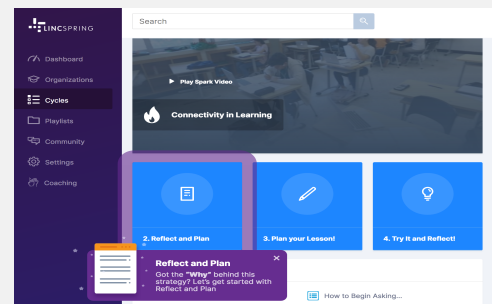 LINCSPRING
Search
Dashboard
Organizations
Cycles
Playlists
Community
Settings
Coaching
Play Spark Video
Connectivity in Learning
2. Reflect and Plan
3. Plan your Lesson!
4. Try It and Reflect!
Reflect and Plan
Got the "Why" behind this
strategy? Let's get started with
Reflect and Plan
How to Begin Asking...